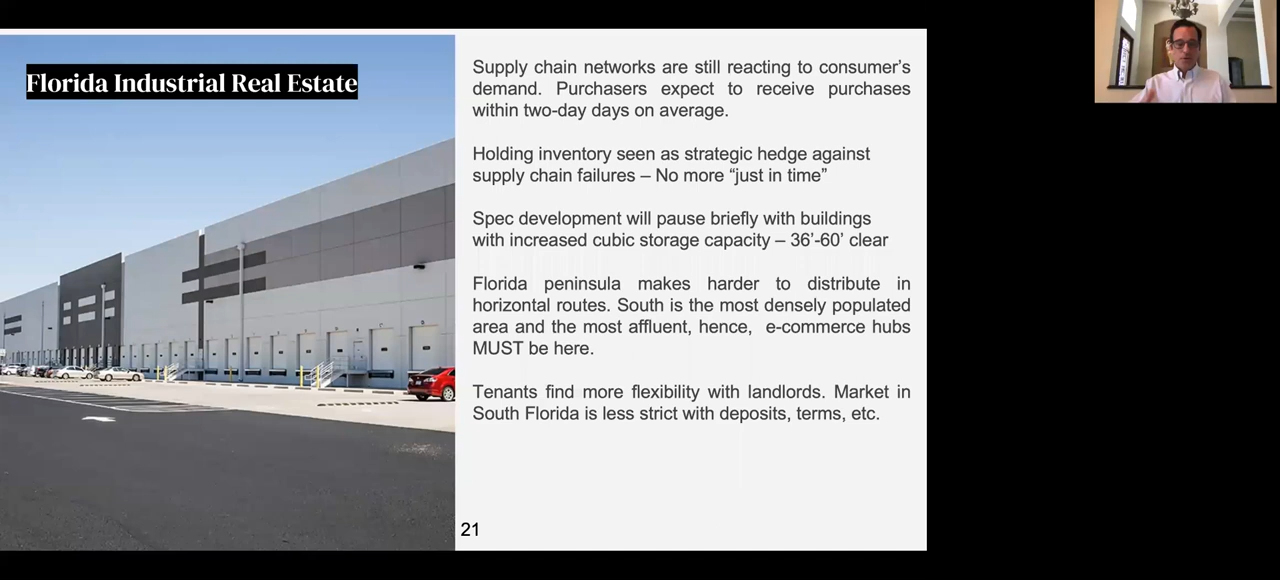 Florida Industrial Real Estate
Supply chain networks are still reacting to consumer’s
demand. Purchasers expect to receive purchases
within two-day days on average.
Holding inventory seen as strategic hedge against
supply chain failures – No more “just in time”
Spec development will pause briefly with buildings
with increased cubic storage capacity – 36’-60’ clear
Florida peninsula makes harder to distribute in
horizontal routes. South is the most densely populated
area and the most affluent, hence, e-commerce hubs
MUST be here.
Tenants find more flexibility with landlords. Market in
South Florida is less strict with deposits, terms, etc.
21